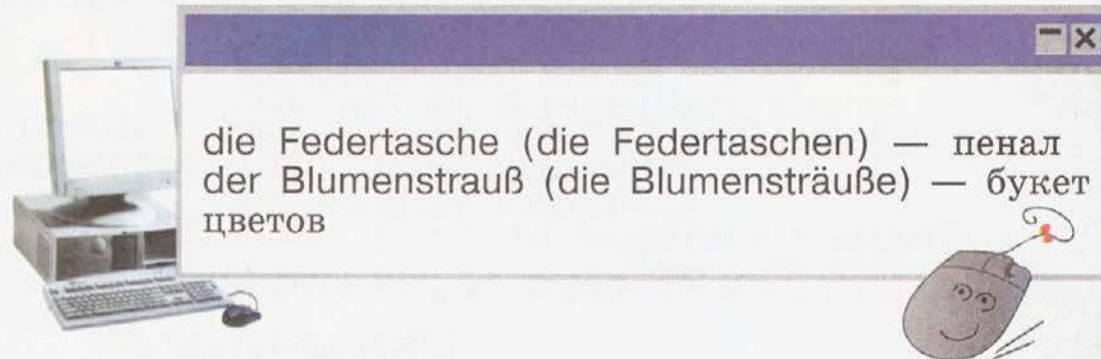 die Federtasche (die Federtaschen) — пенал
der Blumenstrauß (die Blumensträuße) — букет
цветов